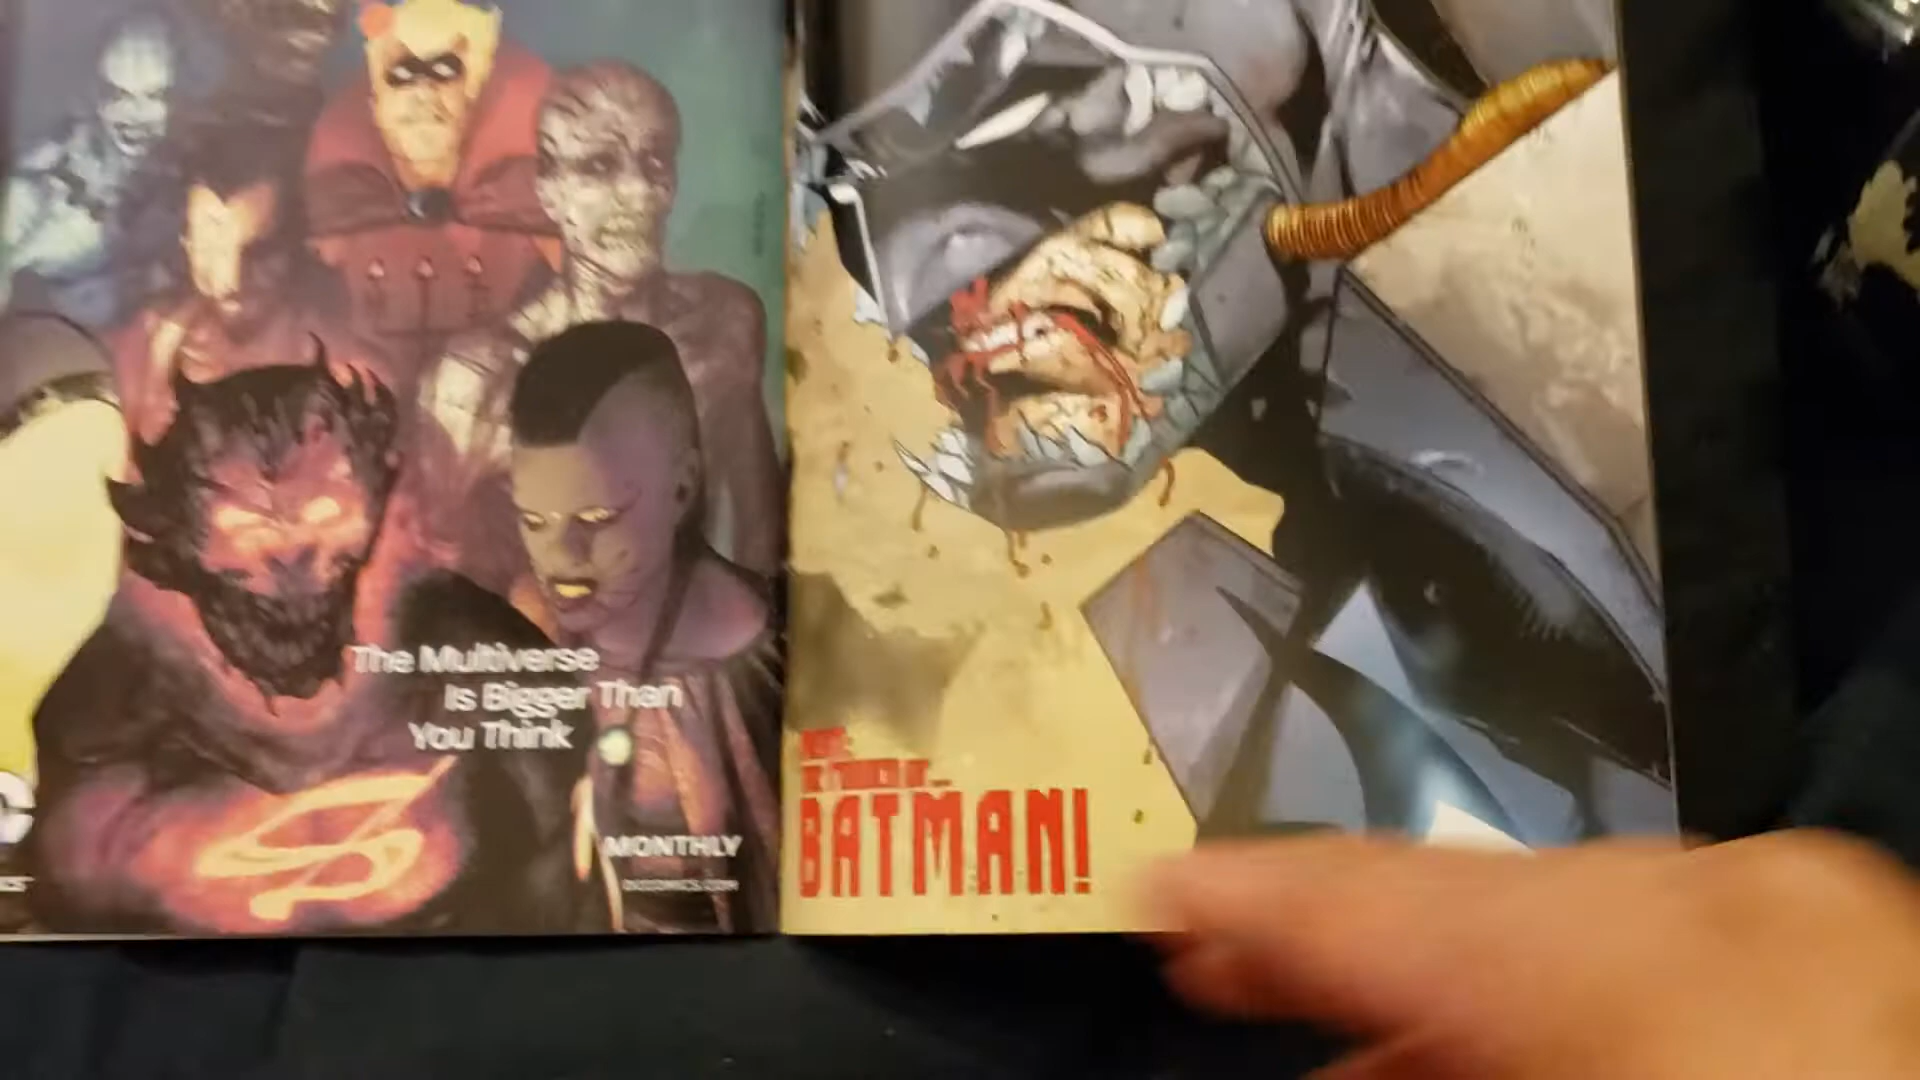 The Multiverse
Is Bigger Than
You Think
MONTHLY
DCCOMICS.COM
BATMAN!